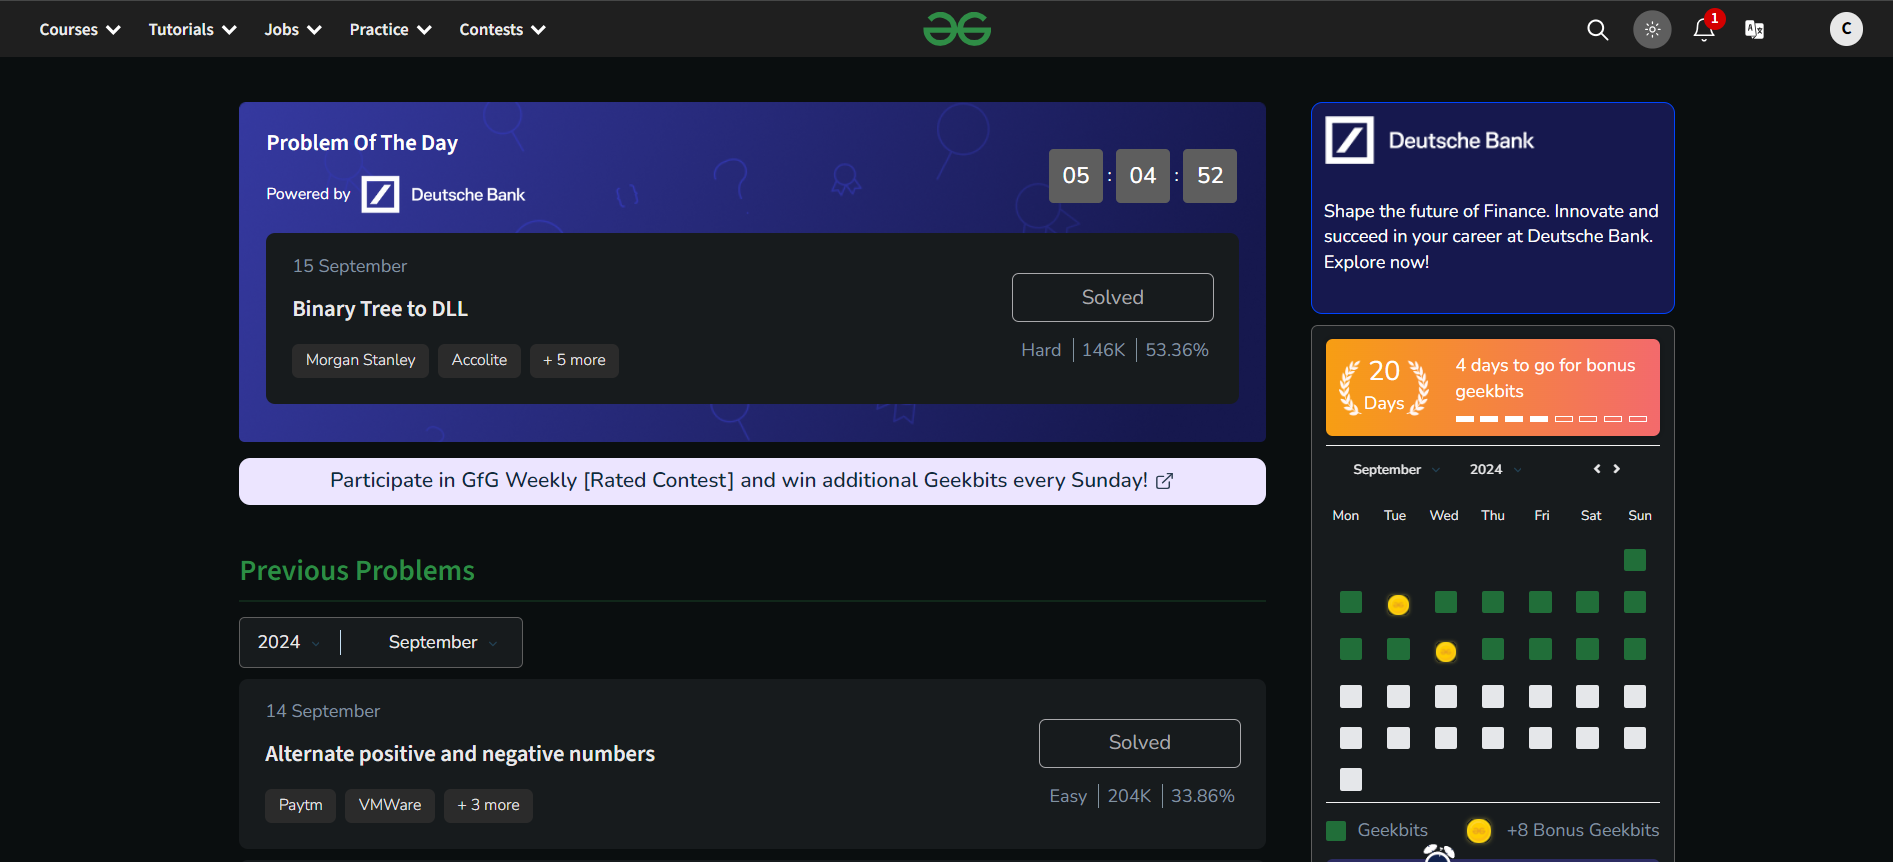 Courses Tutorials Jobs Practice Contests
1
C
Problem Of The Day
Powered by Deutsche Bank
05 : 04 : 52
15 September
Binary Tree to DLL
Solved
Morgan Stanley Accolite + 5 more
Hard 146K 53.36%
Participate in GfG Weekly [Rated Contest] and win additional Geekbits every Sunday!
Previous Problems
2024 September
14 September
Alternate positive and negative numbers
Solved
Paytm VMWare + 3 more
Easy 204K 33.86%
Deutsche Bank
Shape the future of Finance. Innovate and
succeed in your career at Deutsche Bank.
Explore now!
20
Days
4 days to go for bonus
geekbits
September 2024
Mon Tue Wed Thu Fri Sat Sun
Geekbits +8 Bonus Geekbits